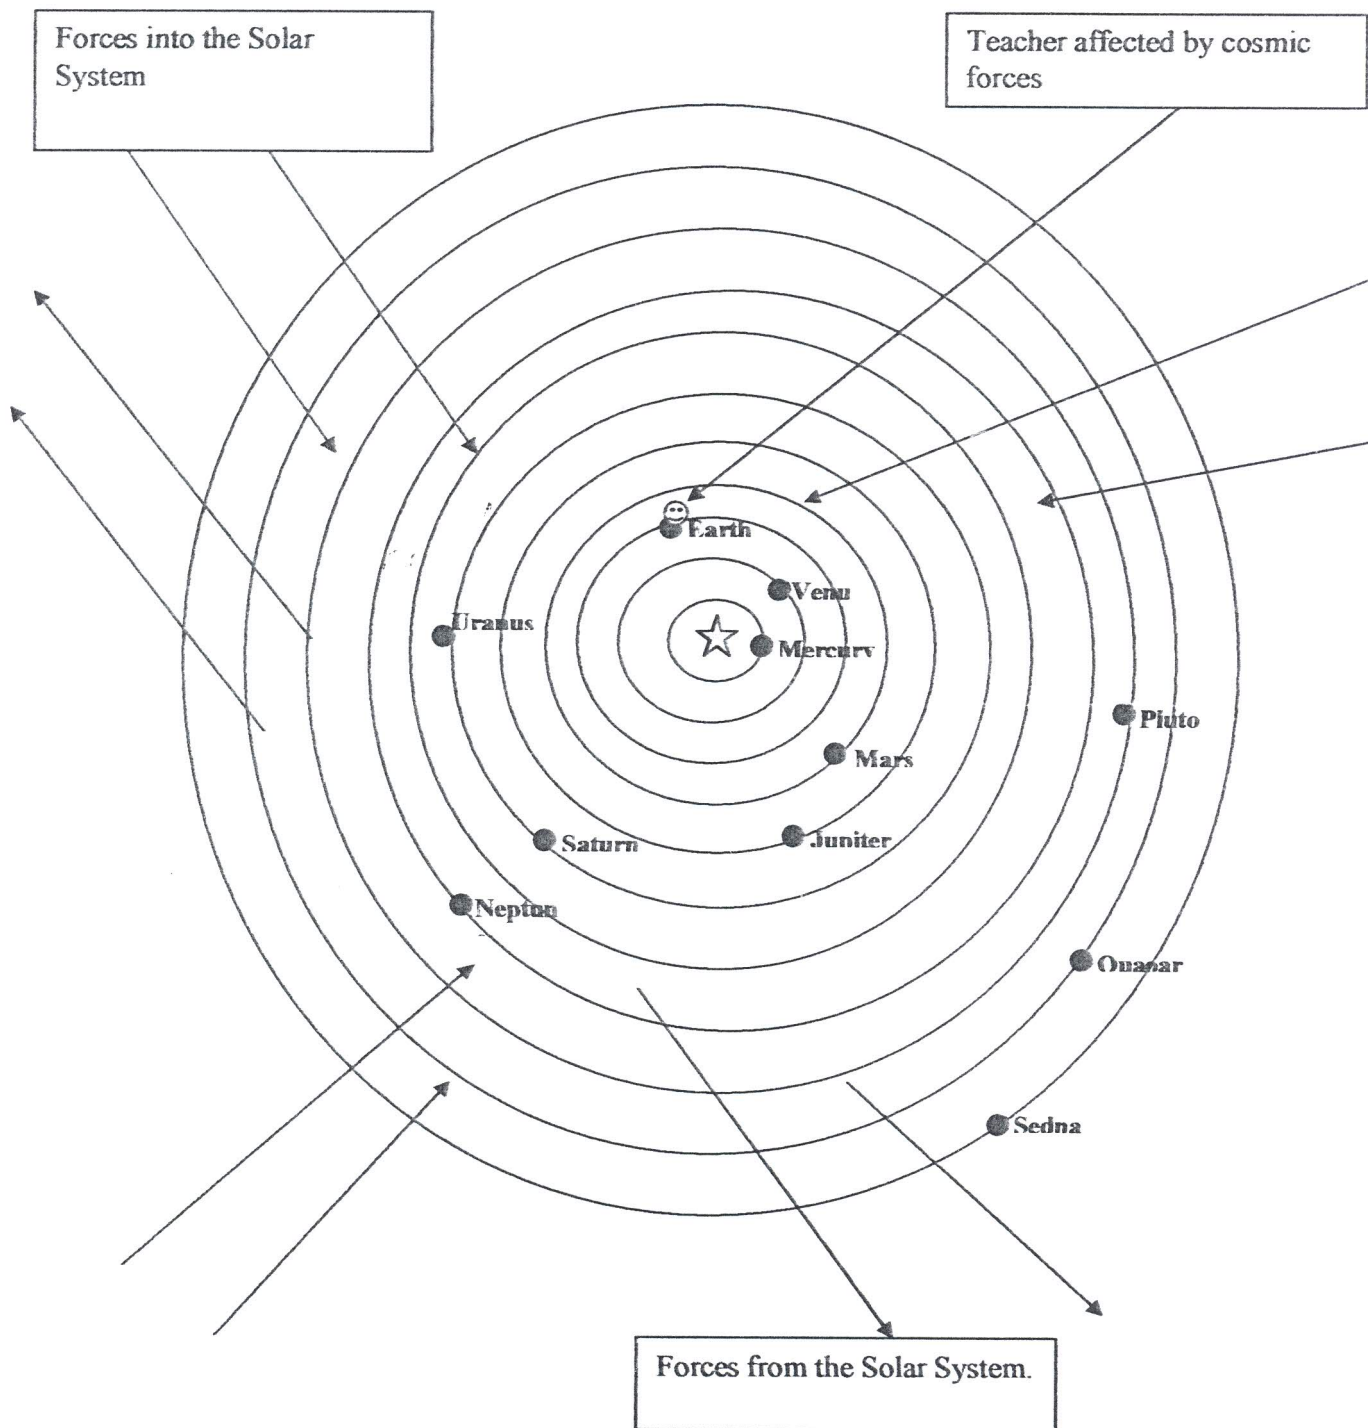 Forces into the Solar
System
Teacher affected by cosmic
forces
Earth
Venu
Uranus
Mercury
Pluto
Mars
Saturn
Juniter
Neptun
Ouaoar
Sedna
Forces from the Solar System.